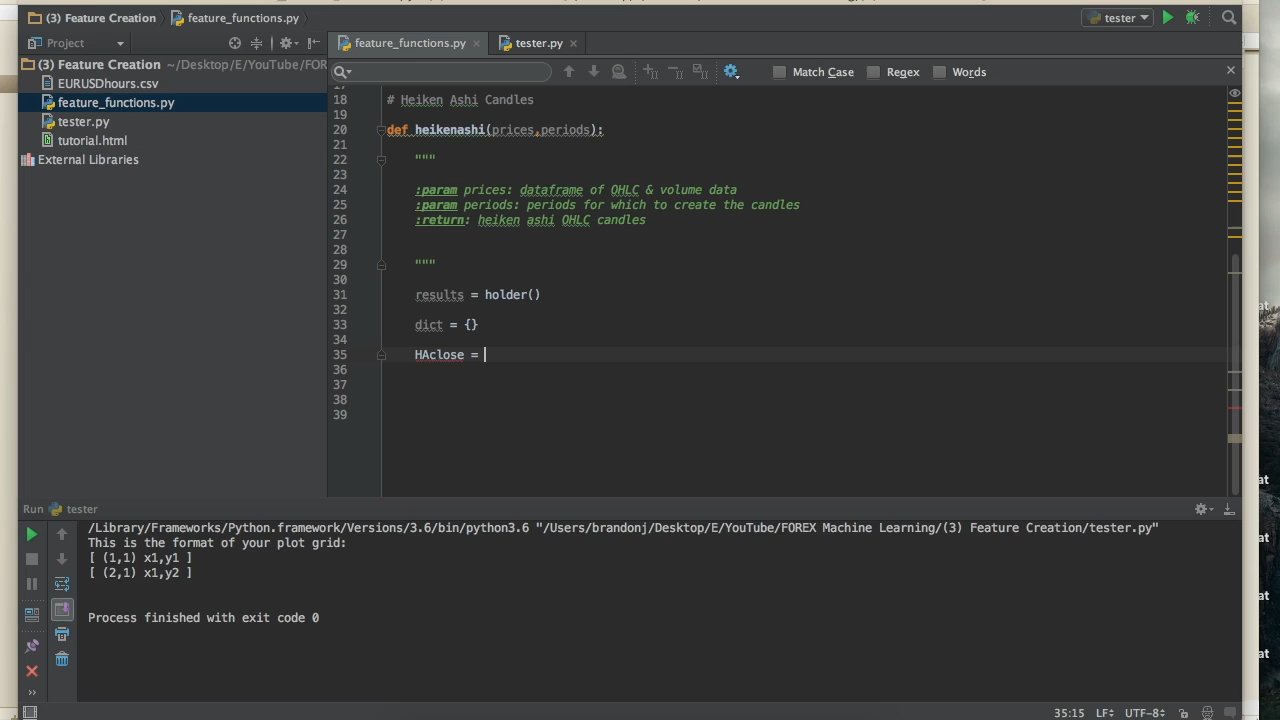 (3) Feature Creation feature_functions.py tester
Project feature_functions.py tester.py
(3) Feature Creation ~/Desktop/E/YouTube/FOR
EURUSDhours.csv
feature_functions.py
tester.py
tutorial.html
External Libraries
Match Case Regex Words
18 # Heiken Ashi Candles
19
20 def heikenashi(prices,periods):
21
22 """
23
24 :param prices: dataframe of OHLC & volume data
25 :param periods: periods for which to create the candles
26 :return: heiken ashi OHLC candles
27
28
29 """
30
31 results = holder()
32
33 dict = {}
34
35 HAclose =
36
37
38
39
Run tester
/Library/Frameworks/Python.framework/Versions/3.6/bin/python3.6 "/Users/brandonj/Desktop/E/YouTube/FOREX Machine Learning/(3) Feature Creation/tester.py"
This is the format of your plot grid:
[ (1,1) x1,y1 ]
[ (2,1) x1,y2 ]
Process finished with exit code 0
35:15 LF÷ UTF-8÷
at
at
at
at
at